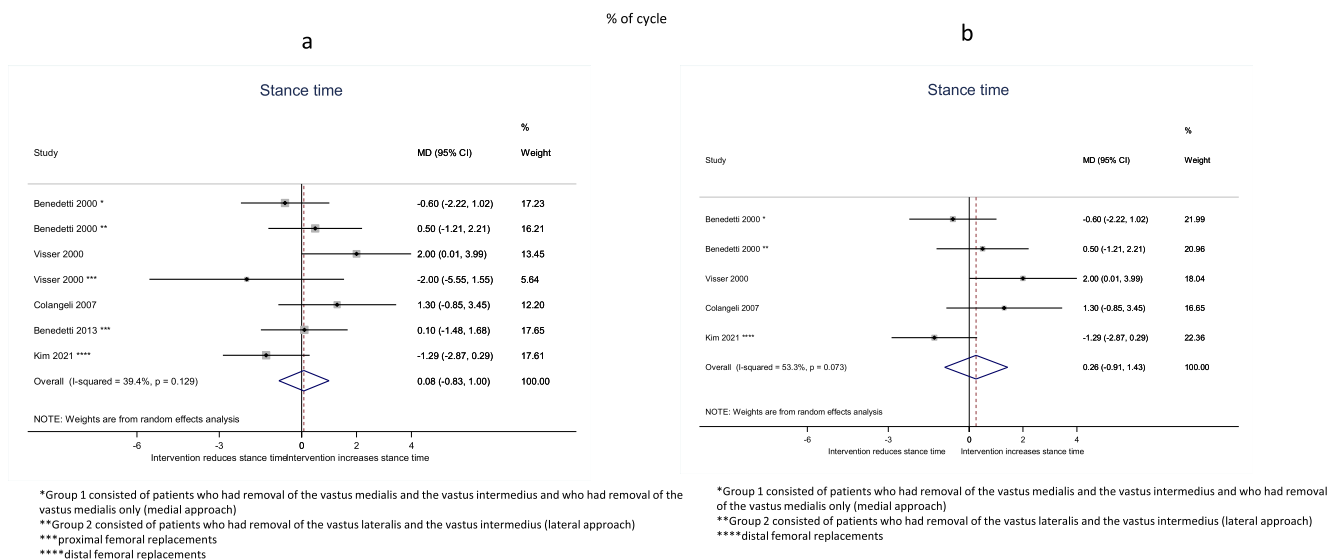 % of cycle
a
Stance time
%
Study MD (95% CI) Weight
Benedetti 2000 * -0.60 (-2.22, 1.02) 17.23
Benedetti 2000 ** 0.50 (-1.21, 2.21) 16.21
Visser 2000 2.00 (0.01, 3.99) 13.45
Visser 2000 *** -2.00 (-5.55, 1.55) 5.64
Colangeli 2007 1.30 (-0.85, 3.45) 12.20
Benedetti 2013 *** 0.10 (-1.48, 1.68) 17.65
Kim 2021 **** -1.29 (-2.87, 0.29) 17.61
Overall (I-squared = 39.4%, p = 0.129) 0.08 (-0.83, 1.00) 100.00
NOTE: Weights are from random effects analysis
-6 -3 0 2 4
Intervention reduces stance time Intervention increases stance time
*Group 1 consisted of patients who had removal of the vastus medialis and the vastus intermedius and who had removal of the
vastus medialis only (medial approach)
**Group 2 consisted of patients who had removal of the vastus lateralis and the vastus intermedius (lateral approach)
***proximal femoral replacements
****distal femoral replacements
b
Stance time
%
Study MD (95% CI) Weight
Benedetti 2000 * -0.60 (-2.22, 1.02) 21.99
Benedetti 2000 ** 0.50 (-1.21, 2.21) 20.96
Visser 2000 2.00 (0.01, 3.99) 18.04
Colangeli 2007 1.30 (-0.85, 3.45) 16.65
Kim 2021 **** -1.29 (-2.87, 0.29) 22.36
Overall (I-squared = 53.3%, p = 0.073) 0.26 (-0.91, 1.43) 100.00
NOTE: Weights are from random effects analysis
-6 -3 0 2 4
Intervention reduces stance time Intervention increases stance time
*Group 1 consisted of patients who had removal of the vastus medialis and the vastus intermedius and who had removal
of the vastus medialis only (medial approach)
**Group 2 consisted of patients who had removal of the vastus lateralis and the vastus intermedius (lateral approach)
****distal femoral replacements